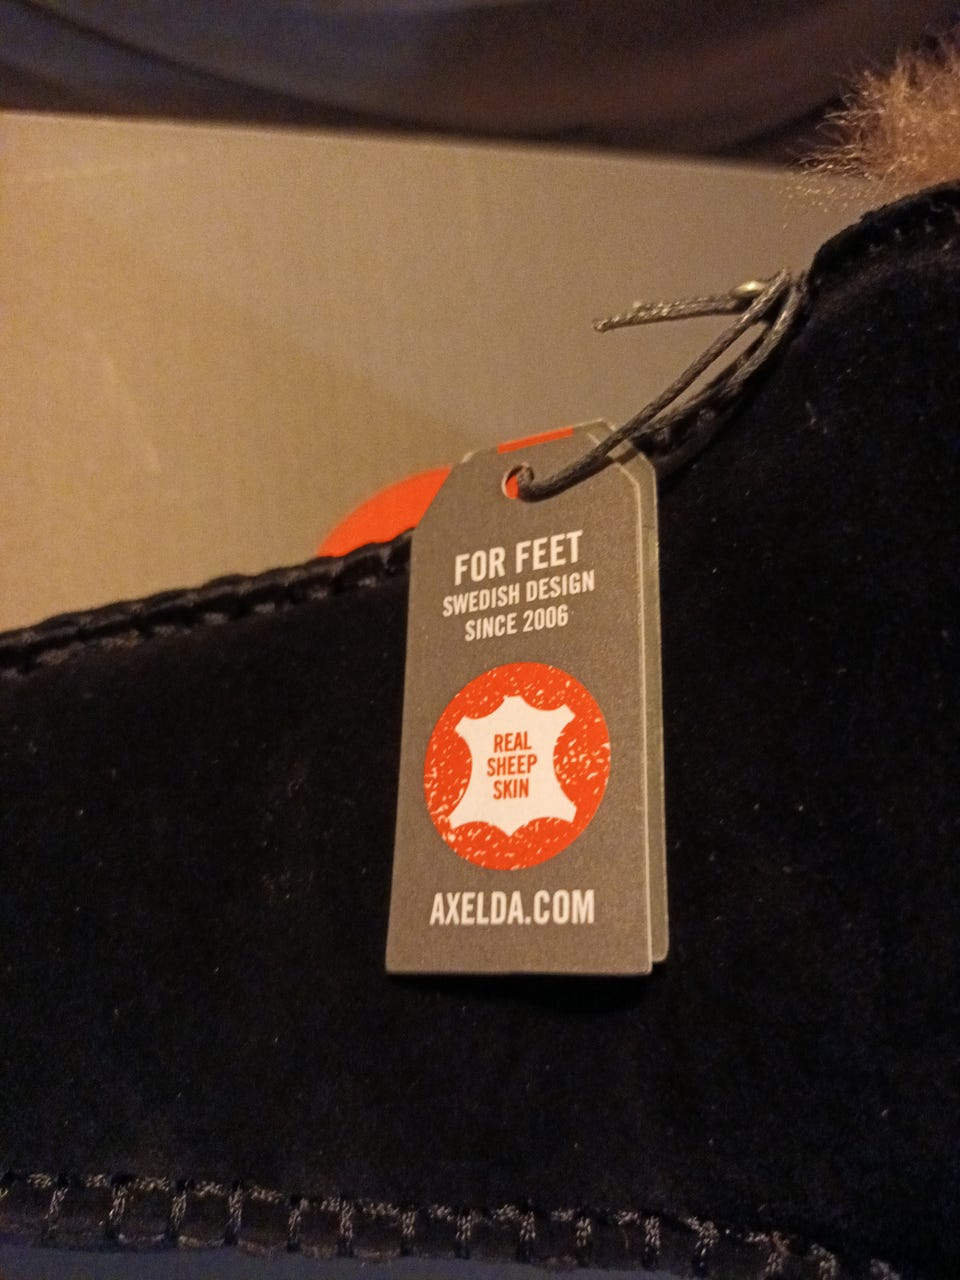 FOR FEET
SWEDISH DESIGN
SINCE 2006
REAL
SHEEP
SKIN
AXELDA.COM